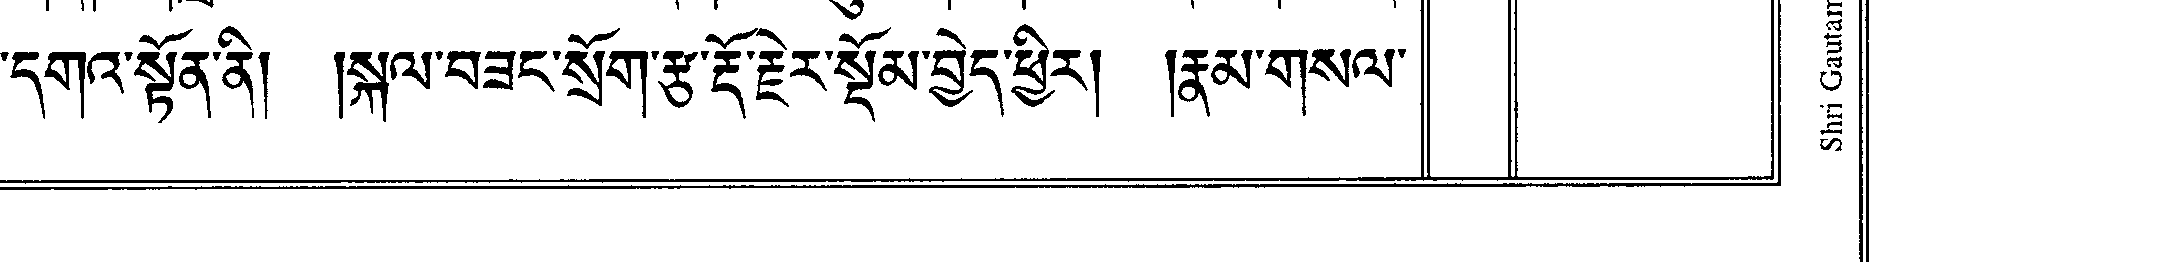 ་དགའ་སྟོན་ནི། །སྐལ་བཟང་སྲོག་རྩ་རྡོ་རྗེར་སྡོམ་བྱེད་ཕྱིར། །རྣམ་གསལ་
Shri Gautam